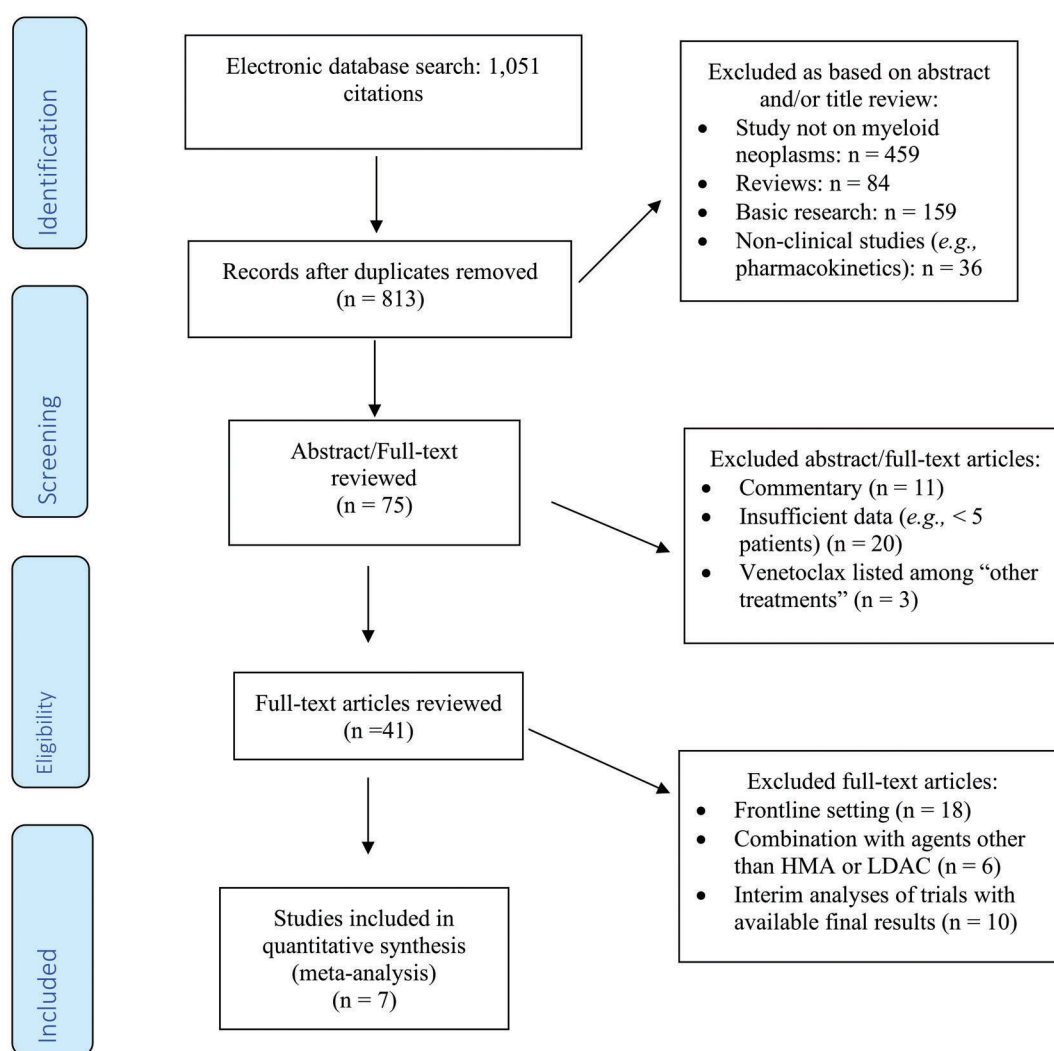 Identification
Electronic database search: 1,051
citations
Excluded as based on abstract
and/or title review:
• Study not on myeloid
neoplasms: n = 459
• Reviews: n = 84
• Basic research: n = 159
• Non-clinical studies (e.g.,
pharmacokinetics): n = 36
Records after duplicates removed
(n = 813)
Screening
Abstract/Full-text
reviewed
(n = 75)
Excluded abstract/full-text articles:
• Commentary (n = 11)
• Insufficient data (e.g., < 5
patients) (n = 20)
• Venetoclax listed among “other
treatments” (n = 3)
Eligibility
Full-text articles reviewed
(n =41)
Excluded full-text articles:
• Frontline setting (n = 18)
• Combination with agents other
than HMA or LDAC (n = 6)
• Interim analyses of trials with
available final results (n = 10)
Included
Studies included in
quantitative synthesis
(meta-analysis)
(n = 7)